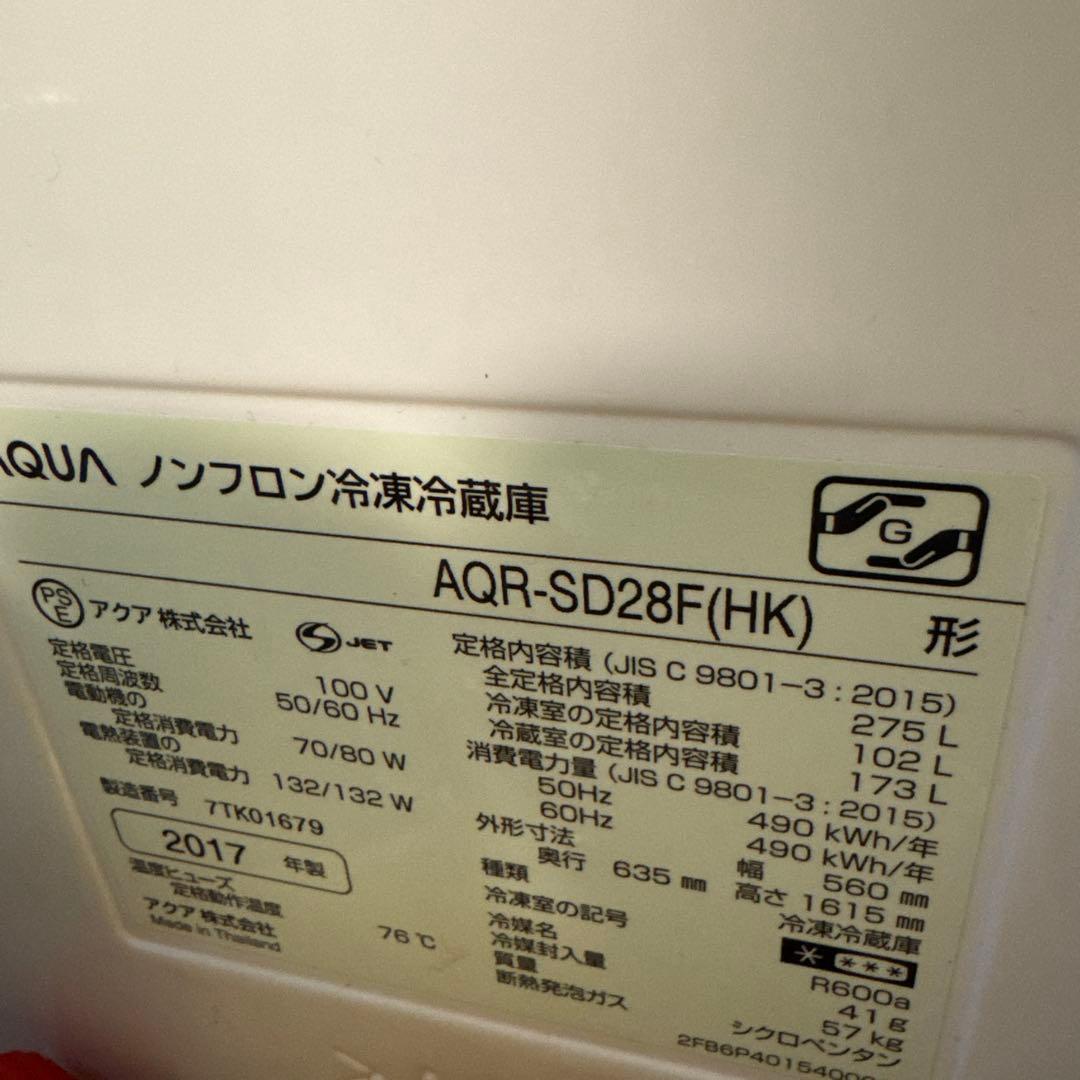 AQUA ノンフロン冷凍冷蔵庫
G
AQR-SD28F(HK) 形
PSE アクア 株式会社 JET
定格電圧 100 V
定格周波数 50/60 Hz
電動機の
定格消費電力 70/80 W
電熱装置の
定格消費電力 132/132 W
製造番号 7TK01679
2017 年製
温度ヒューズ
定格動作温度 76 ℃
アクア 株式会社
Made in Thailand
定格内容積 (JIS C 9801-3 : 2015)
全定格内容積 275 L
冷凍室の定格内容積 102 L
冷蔵室の定格内容積 173 L
消費電力量 (JIS C 9801-3 : 2015)
50Hz 490 kWh/年
60Hz 490 kWh/年
外形寸法 幅 560 mm
奥行 635 mm 高さ 1615 mm
種類 冷凍冷蔵庫
冷凍室の記号 * ***
冷媒名 R600a
冷媒封入量 41 g
質量 57 kg
断熱発泡ガス シクロペンタン